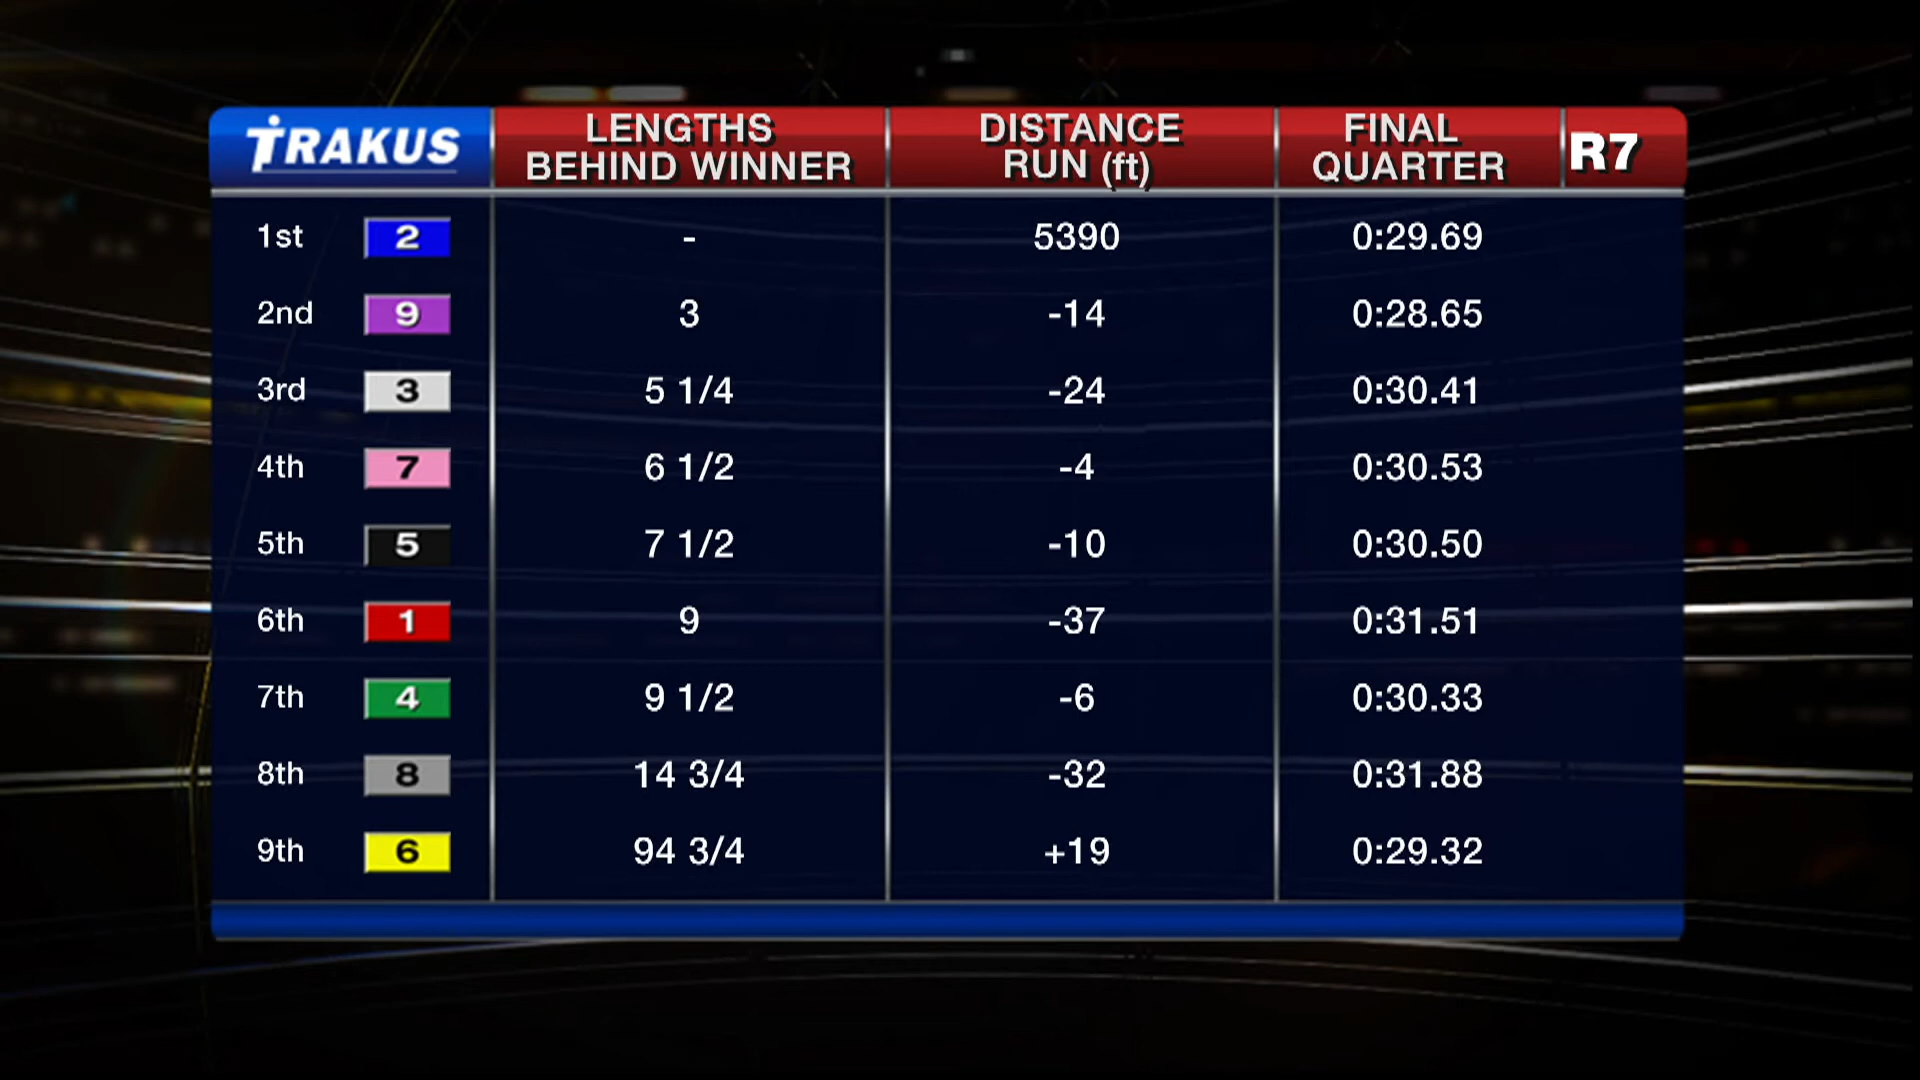 TRAKUS
LENGTHS BEHIND WINNER
DISTANCE RUN (ft)
FINAL QUARTER
R7
1st 2 - 5390 0:29.69
2nd 9 3 -14 0:28.65
3rd 3 5 1/4 -24 0:30.41
4th 7 6 1/2 -4 0:30.53
5th 5 7 1/2 -10 0:30.50
6th 1 9 -37 0:31.51
7th 4 9 1/2 -6 0:30.33
8th 8 14 3/4 -32 0:31.88
9th 6 94 3/4 +19 0:29.32